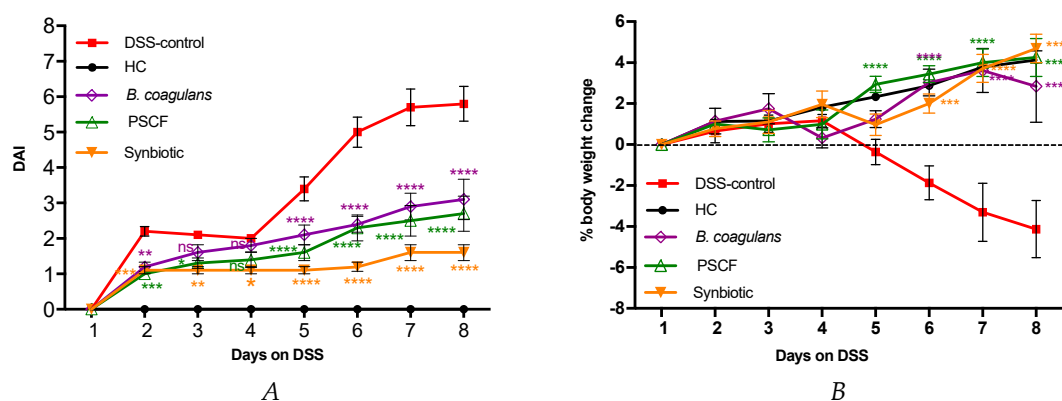 8
7
6
5
4
3
2
1
0
DAI
DSS-control
HC
B. coagulans
PSCF
Synbiotic
** ns ns **** **** **** ****
*** * ns **** **** **** ****
** * **** **** **** ****
1 2 3 4 5 6 7 8
Days on DSS
A
6
4
2
0
-2
-4
-6
-8
% body weight change
**** **** **** ***
*** **** ***
**** ***
DSS-control
HC
B. coagulans
PSCF
Synbiotic
1 2 3 4 5 6 7 8
Days on DSS
B